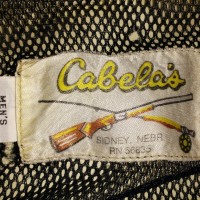 Cabela's
SIDNEY, NEBR.
RN 56835
MEN'S